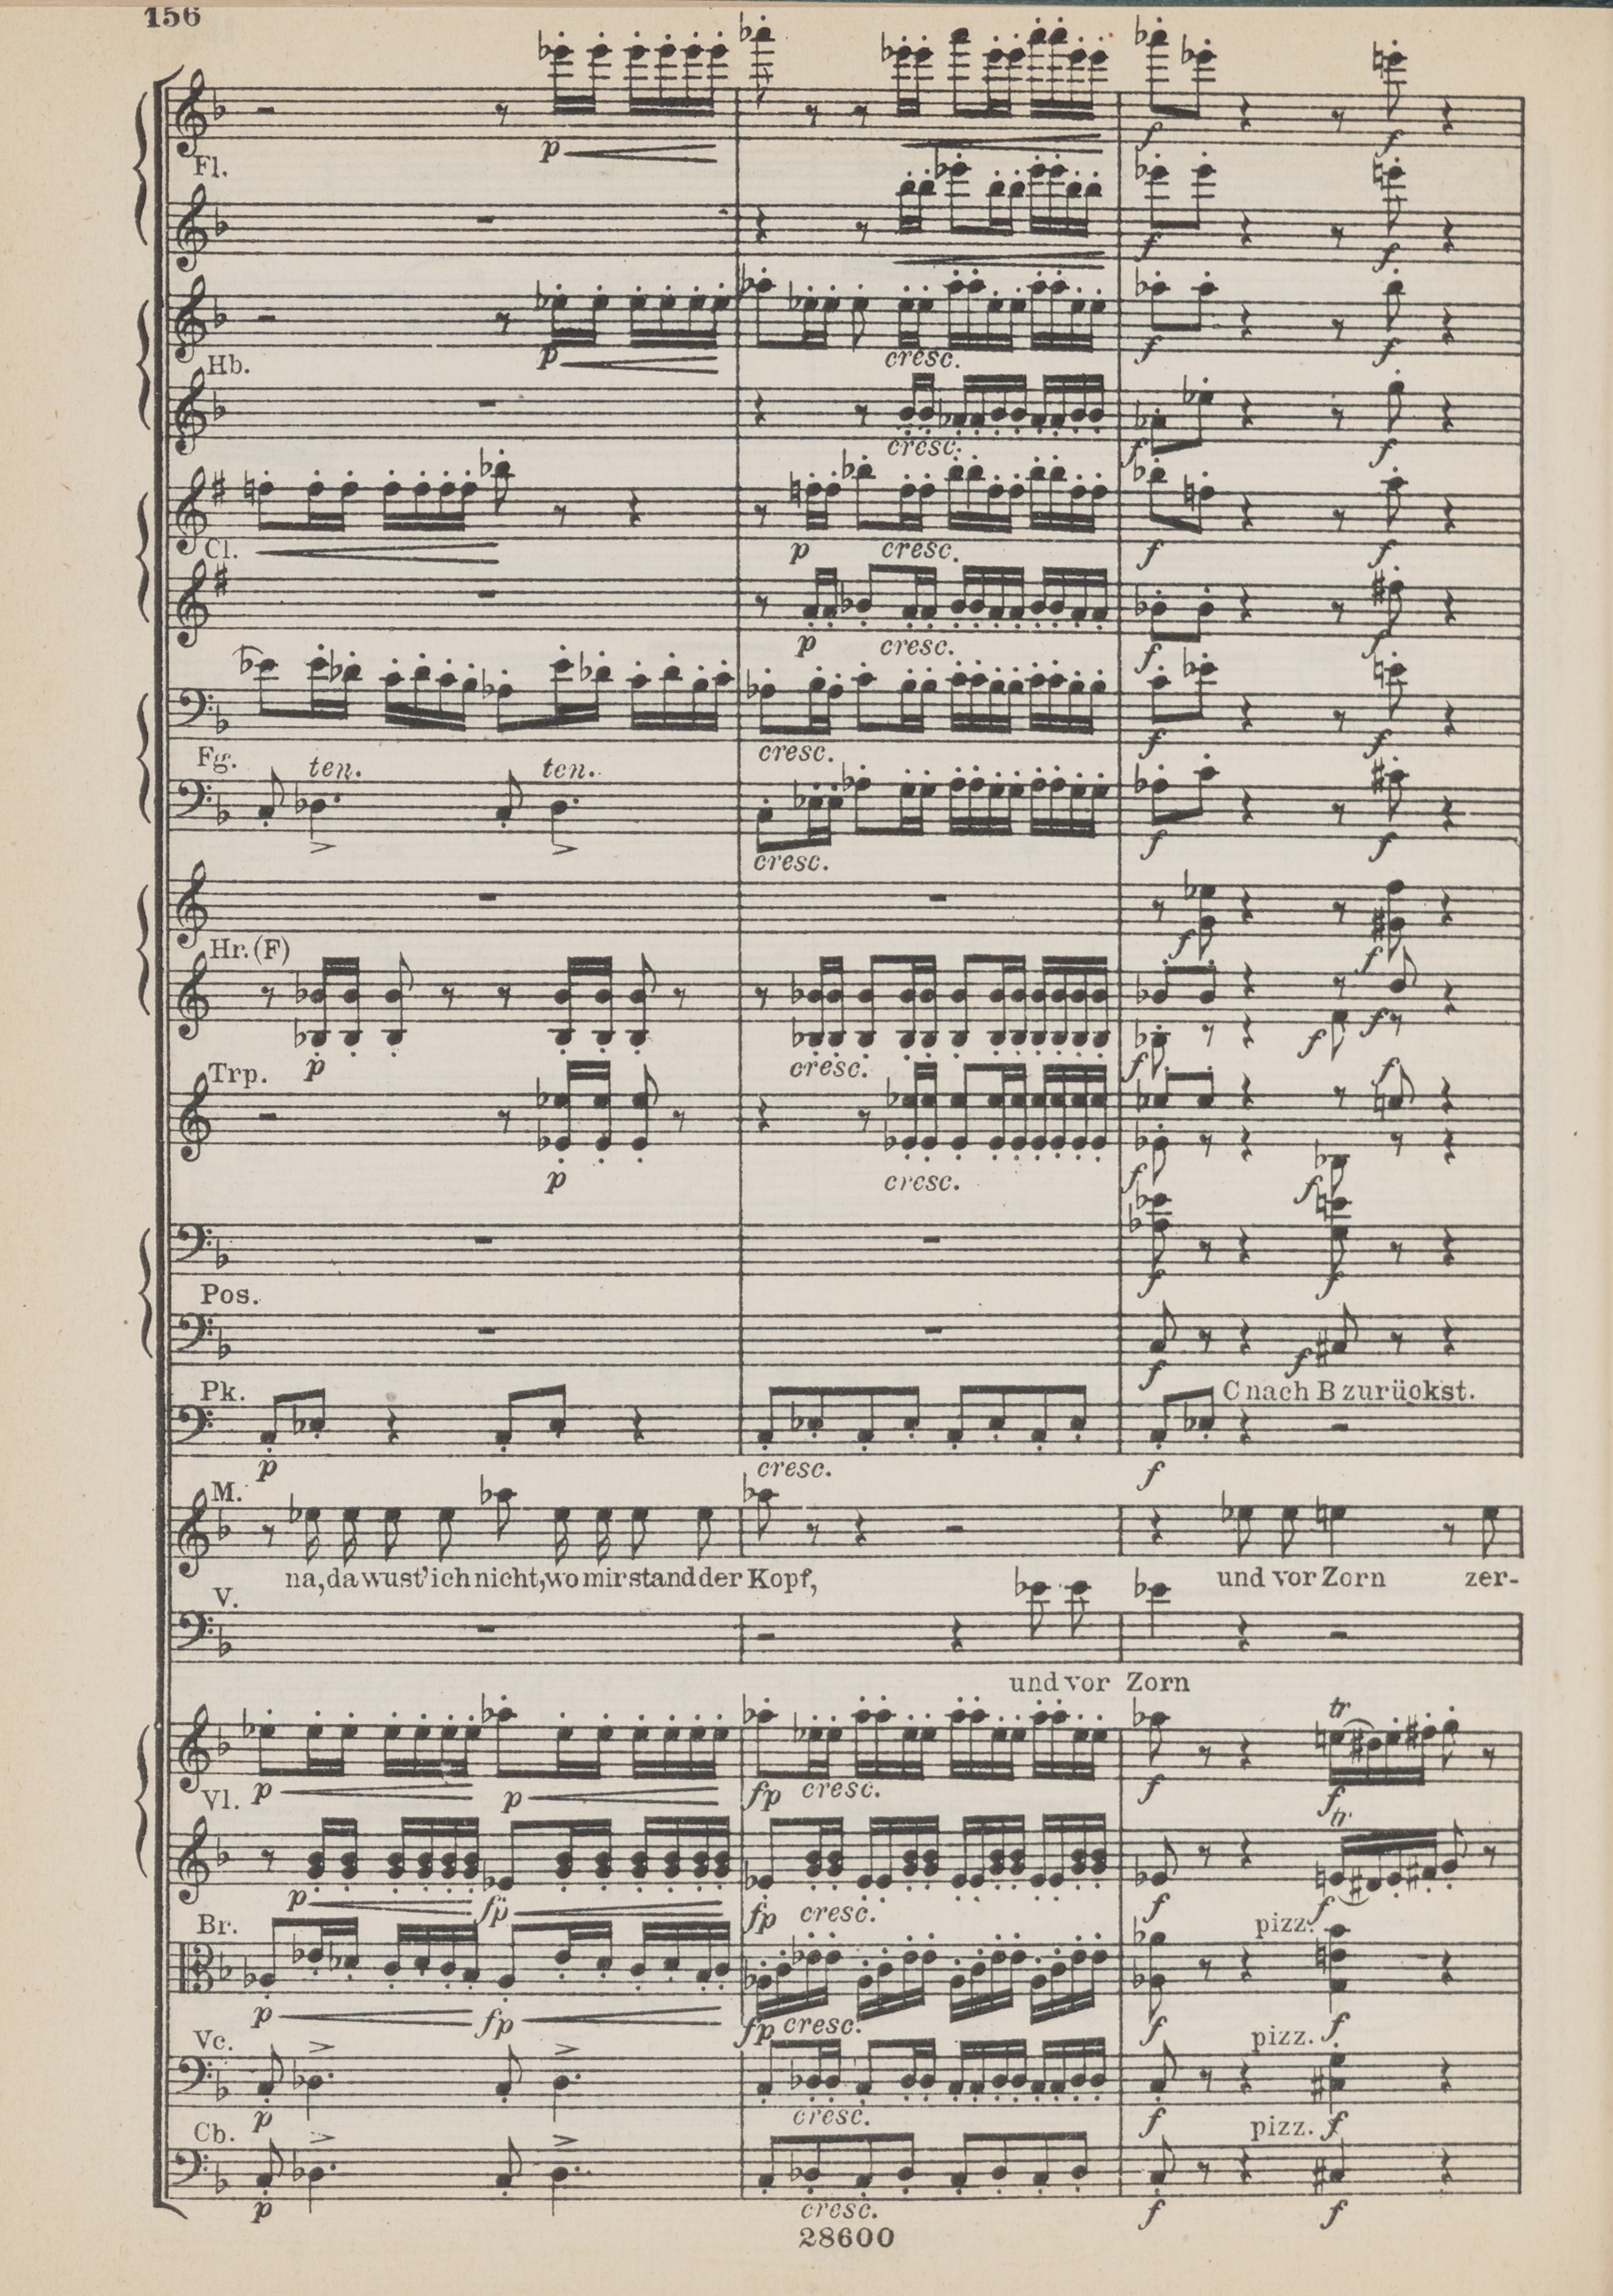 156
p
f f
Fl.
f f
p cresc. f f
Hb.
cresc. f f
p cresc. f f
Cl.
p cresc. f f
cresc. f f
Fg. ten. ten.
cresc. f f
f f
Hr. (F)
p cresc. f f f
Trp.
p cresc. f f f
f f
Pos.
f f
Pk. C nach B zurückst.
p cresc. f
M.
na, da wust' ich nicht, wo mir stand der Kopf, und vor Zorn zer-
V.
und vor Zorn
tr
p p fp cresc. f f
Vl.
tr
p fp fp cresc. f f
Br. pizz.
p fp fp cresc. f f
Vc. pizz.
p cresc. f f
Cb. pizz.
p cresc. f f
28600